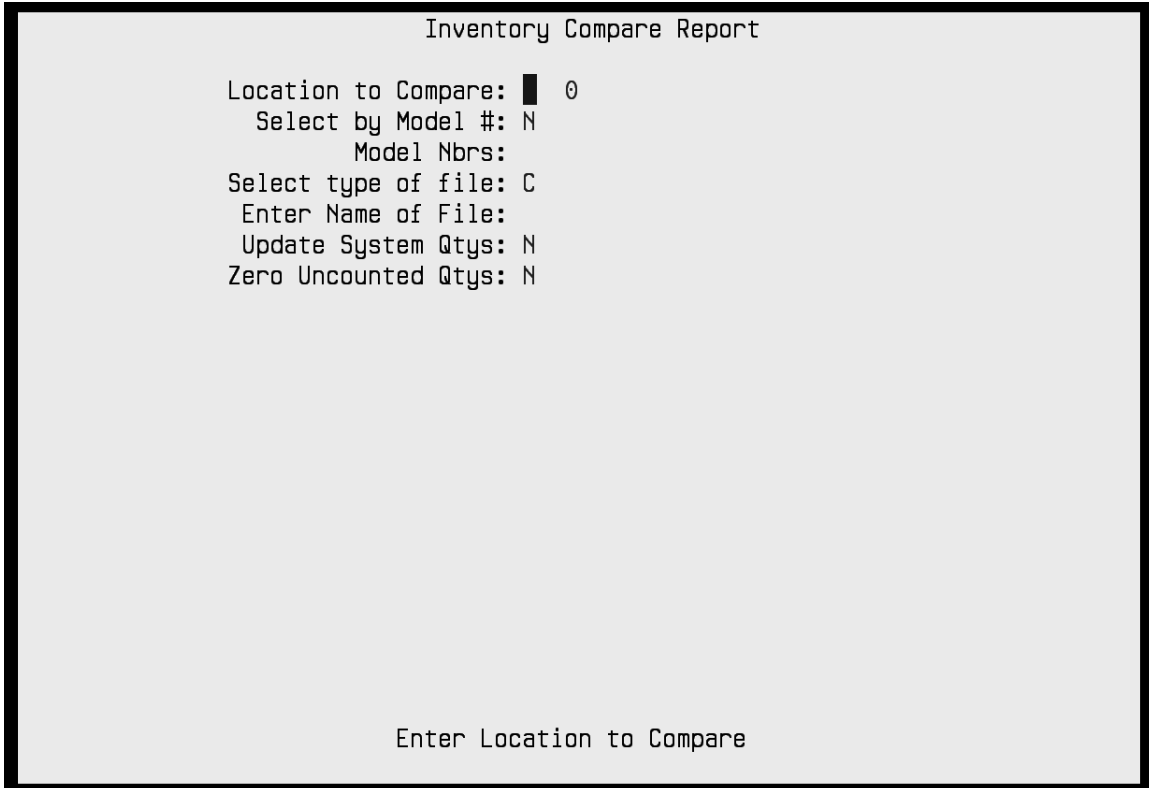 Inventory Compare Report
Location to Compare: 0
Select by Model #: N
Model Nbrs:
Select type of file: C
Enter Name of File:
Update System Qtys: N
Zero Uncounted Qtys: N
Enter Location to Compare